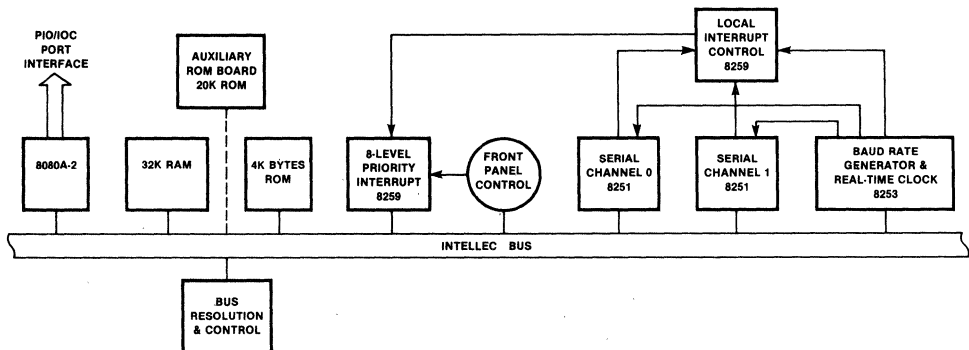 PIO/IOC
PORT
INTERFACE
AUXILIARY
ROM BOARD
20K ROM
LOCAL
INTERRUPT
CONTROL
8259
8080A-2
32K RAM
4K BYTES
ROM
8-LEVEL
PRIORITY
INTERRUPT
8259
FRONT
PANEL
CONTROL
SERIAL
CHANNEL 0
8251
SERIAL
CHANNEL 1
8251
BAUD RATE
GENERATOR &
REAL-TIME CLOCK
8253
INTELLEC BUS
BUS
RESOLUTION
& CONTROL